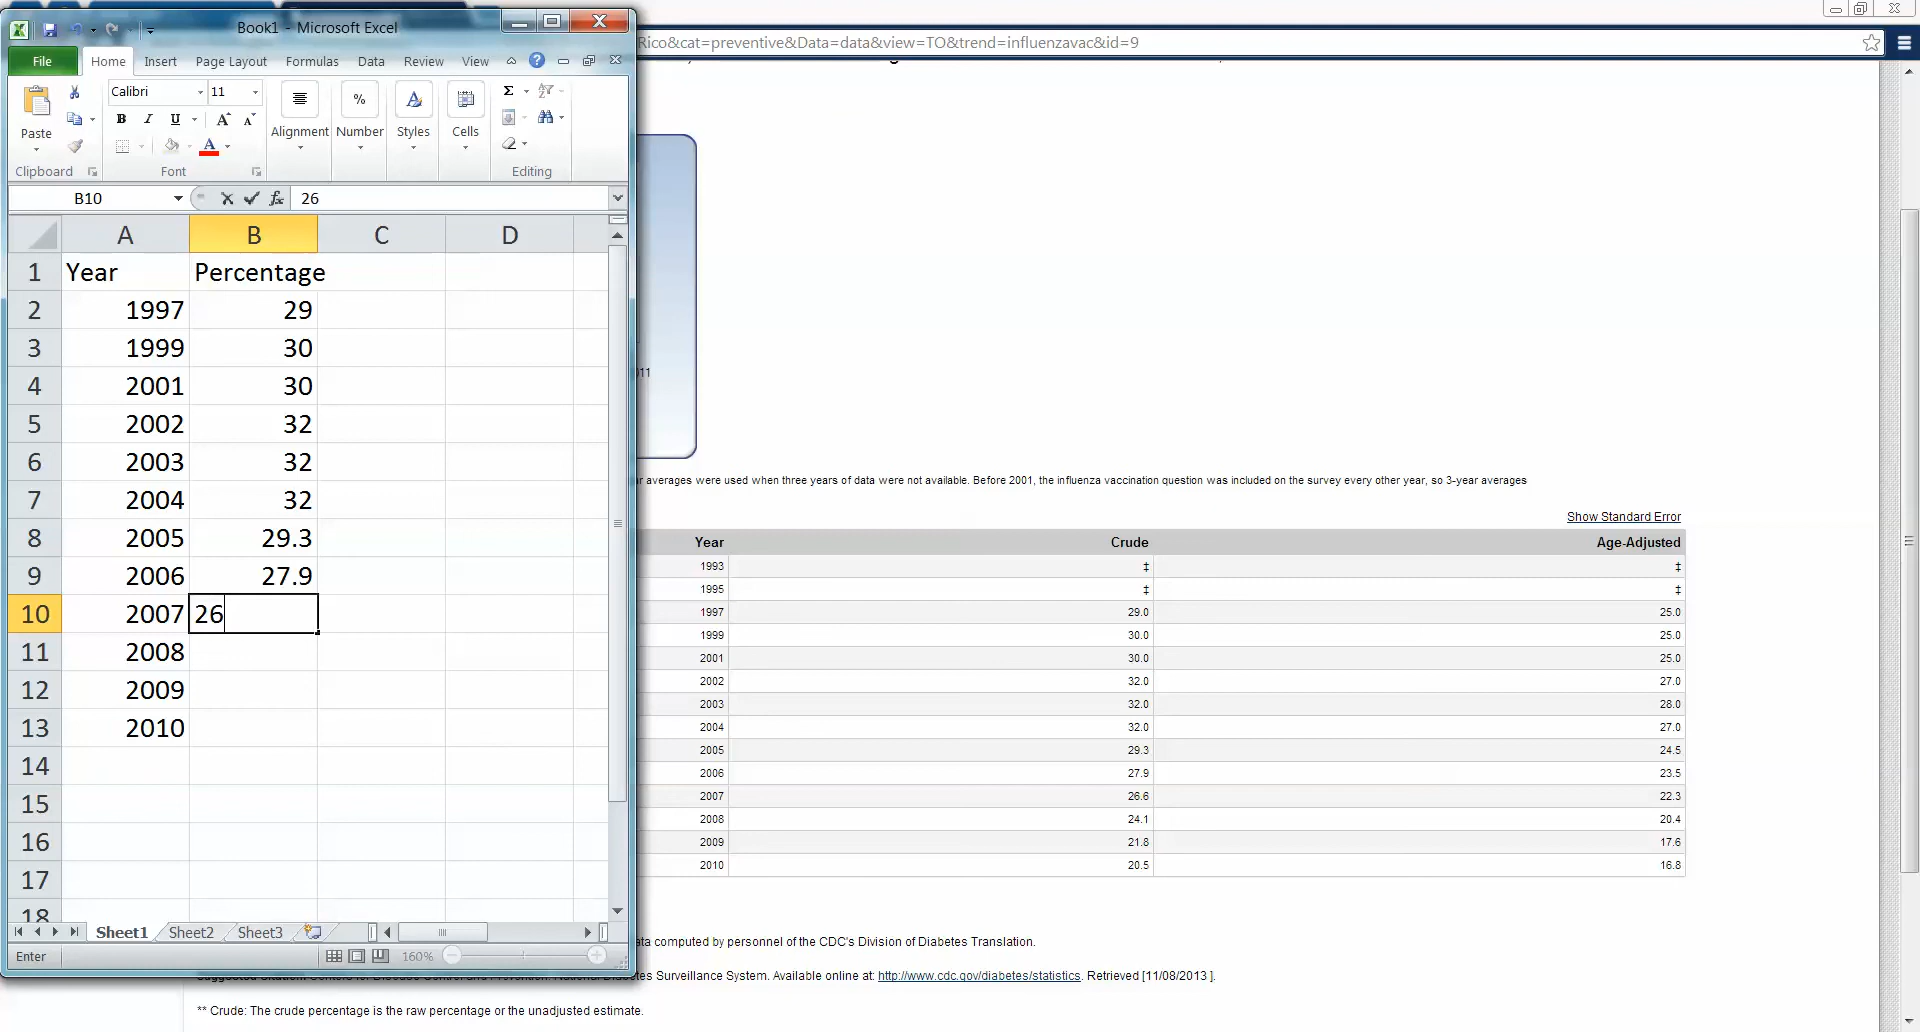 Book1 - Microsoft Excel
Rico&cat=preventive&Data=data&view=TO&trend=influenzavac&id=9
File Home Insert Page Layout Formulas Data Review View
Calibri 11
Paste
B I U A A
A
Alignment Number Styles Cells
Clipboard Font Editing
B10 fx 26
A B C D
1 Year Percentage
2 1997 29
3 1999 30
4 2001 30
5 2002 32
6 2003 32
7 2004 32
8 2005 29.3
9 2006 27.9
10 2007 26
11 2008
12 2009
13 2010
14
15
16
17
18
Sheet1 Sheet2 Sheet3
Enter 160%
011
averages were used when three years of data were not available. Before 2001, the influenza vaccination question was included on the survey every other year, so 3-year averages
Show Standard Error
Year Crude Age-Adjusted
1993 ‡ ‡
1995 ‡ ‡
1997 29.0 25.0
1999 30.0 25.0
2001 30.0 25.0
2002 32.0 27.0
2003 32.0 28.0
2004 32.0 27.0
2005 29.3 24.5
2006 27.9 23.5
2007 26.6 22.3
2008 24.1 20.4
2009 21.8 17.6
2010 20.5 16.8
ta computed by personnel of the CDC's Division of Diabetes Translation.
es Surveillance System. Available online at: http://www.cdc.gov/diabetes/statistics. Retrieved [11/08/2013 ].
** Crude: The crude percentage is the raw percentage or the unadjusted estimate.